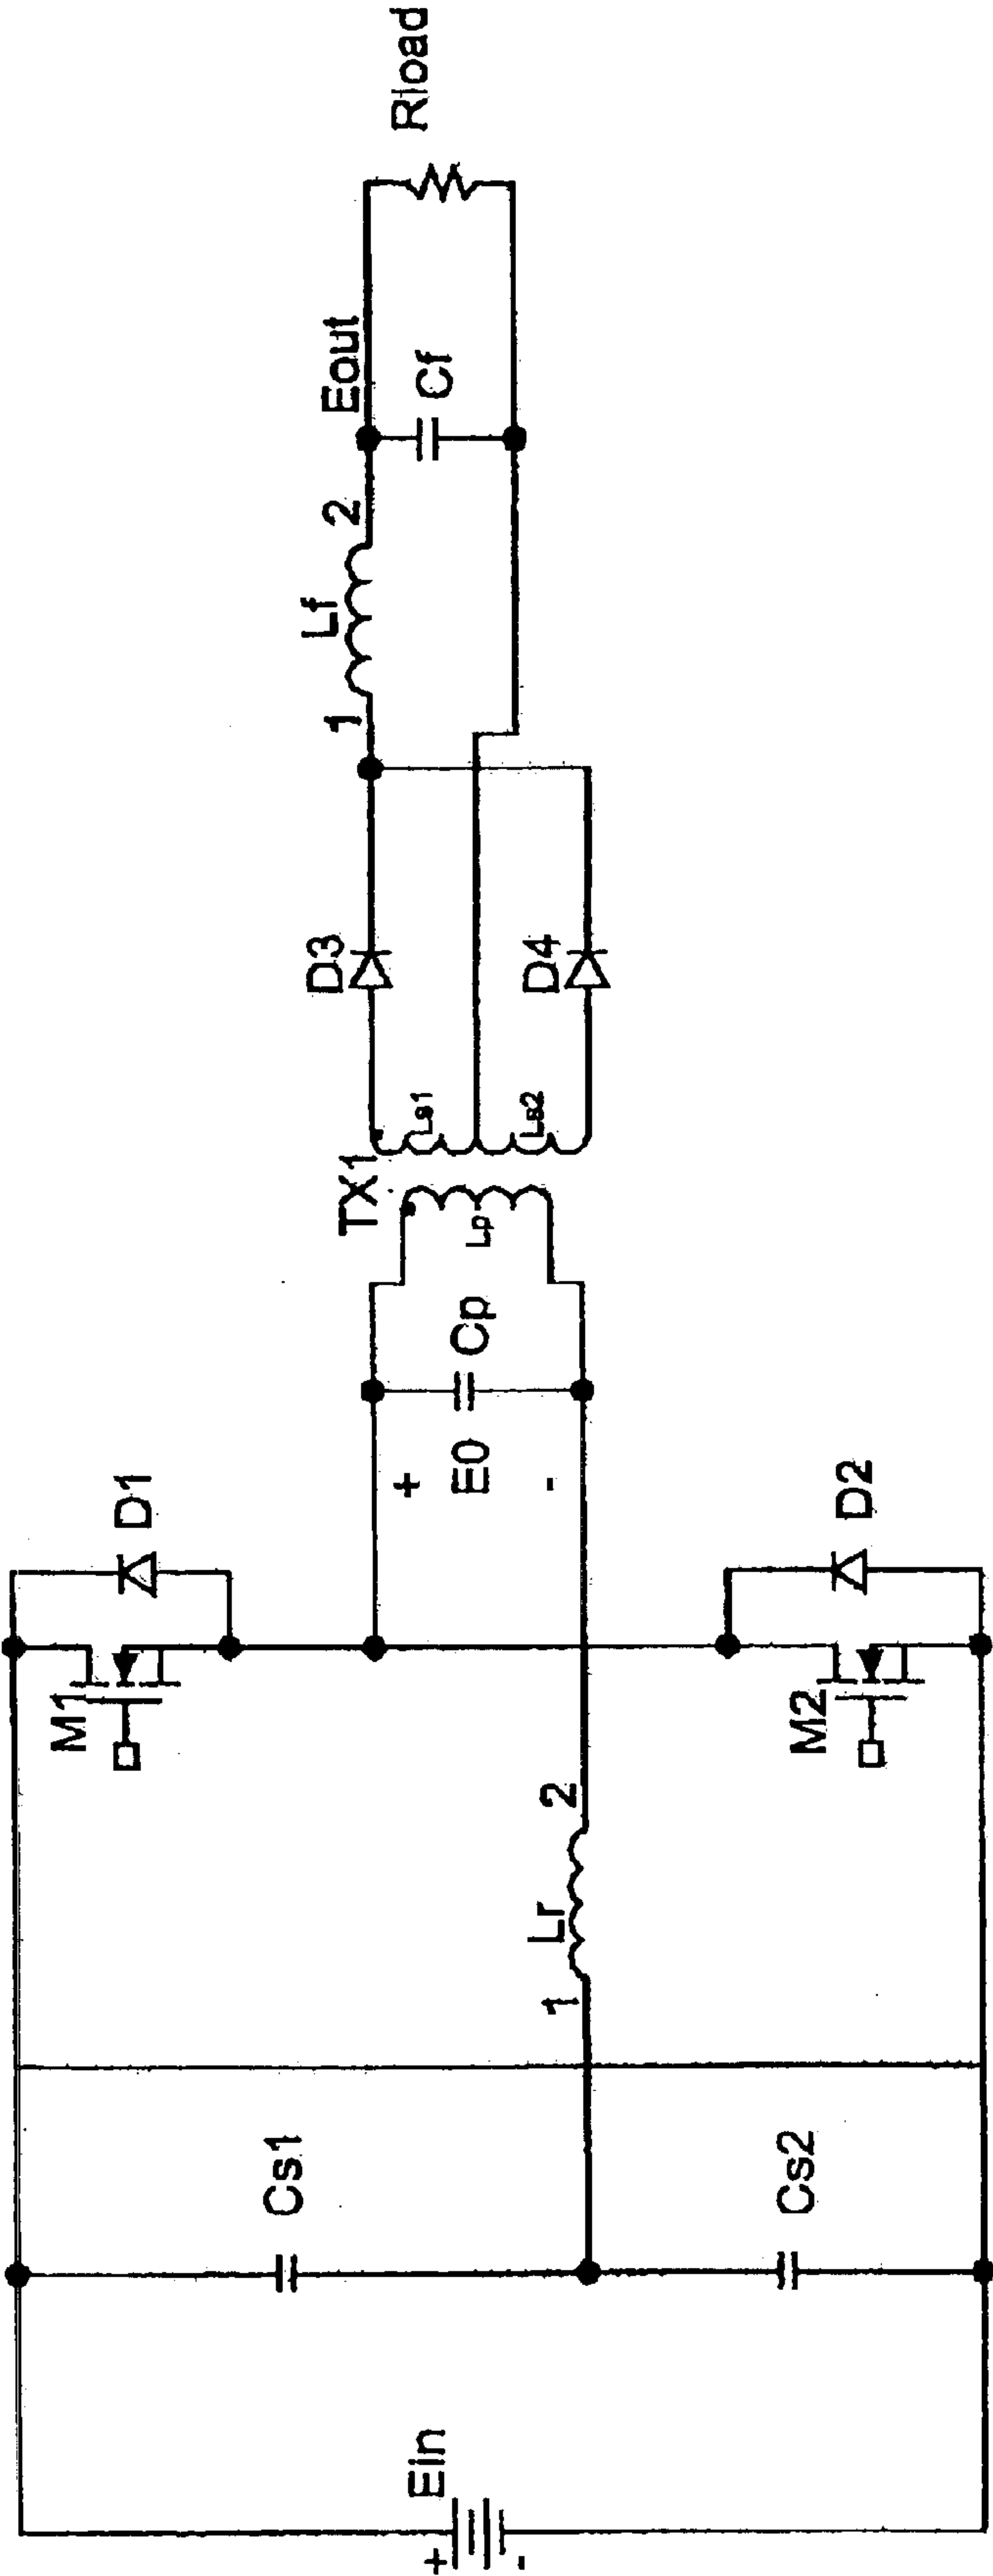 Ein
+
-
Cs1
Cs2
1
Lr
2
M1
D1
M2
D2
+
E0
-
Cp
Lp
TX1
Ls1
Ls2
D3
D4
1
Lf
2
Eout
Cf
Rload